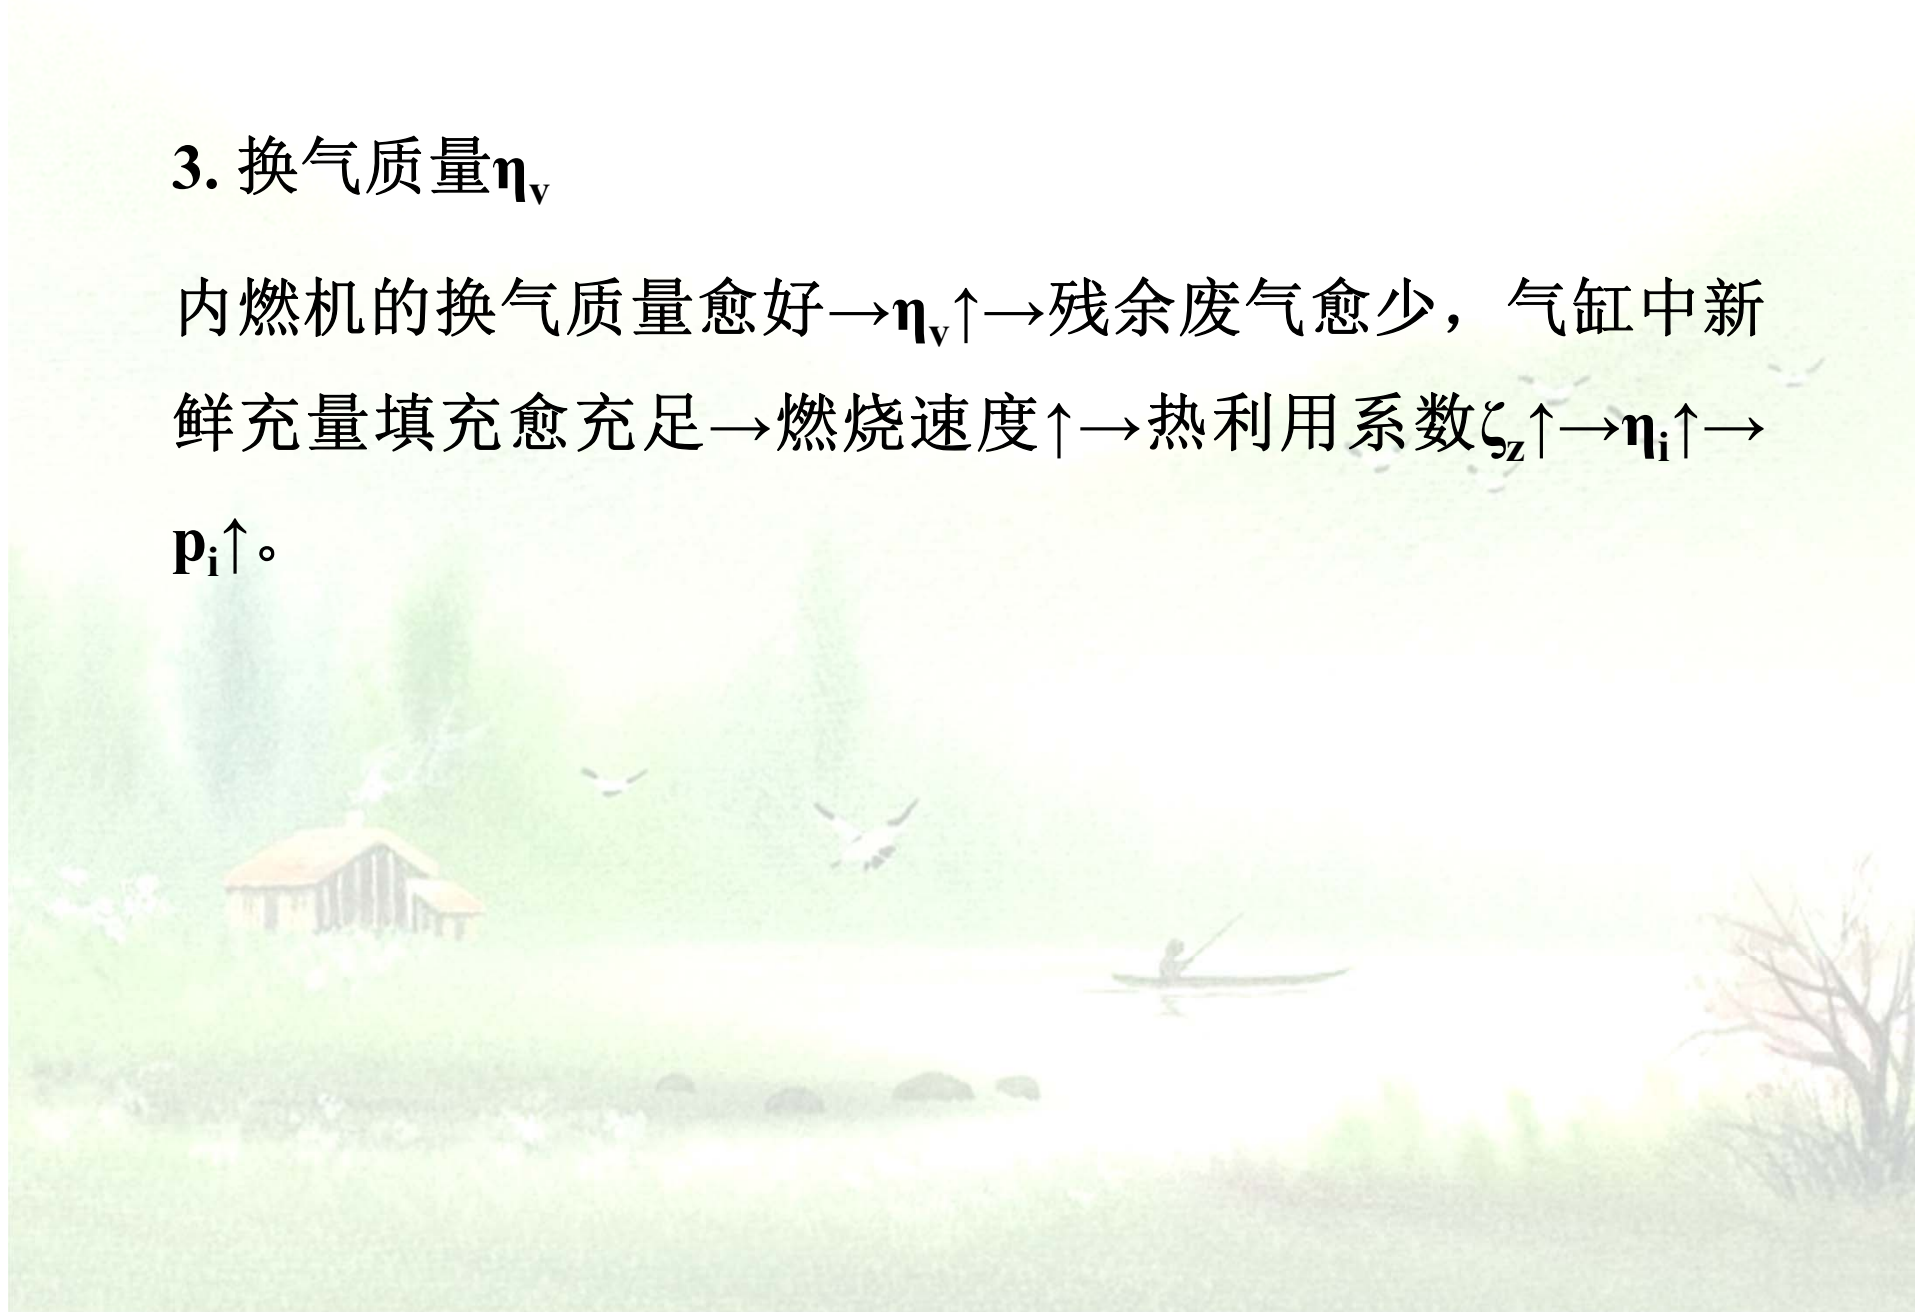 3. 换气质量ηv
内燃机的换气质量愈好→ηv↑→残余废气愈少，气缸中新
鲜充量填充愈充足→燃烧速度↑→热利用系数ζz↑→ηi↑→
pi↑。